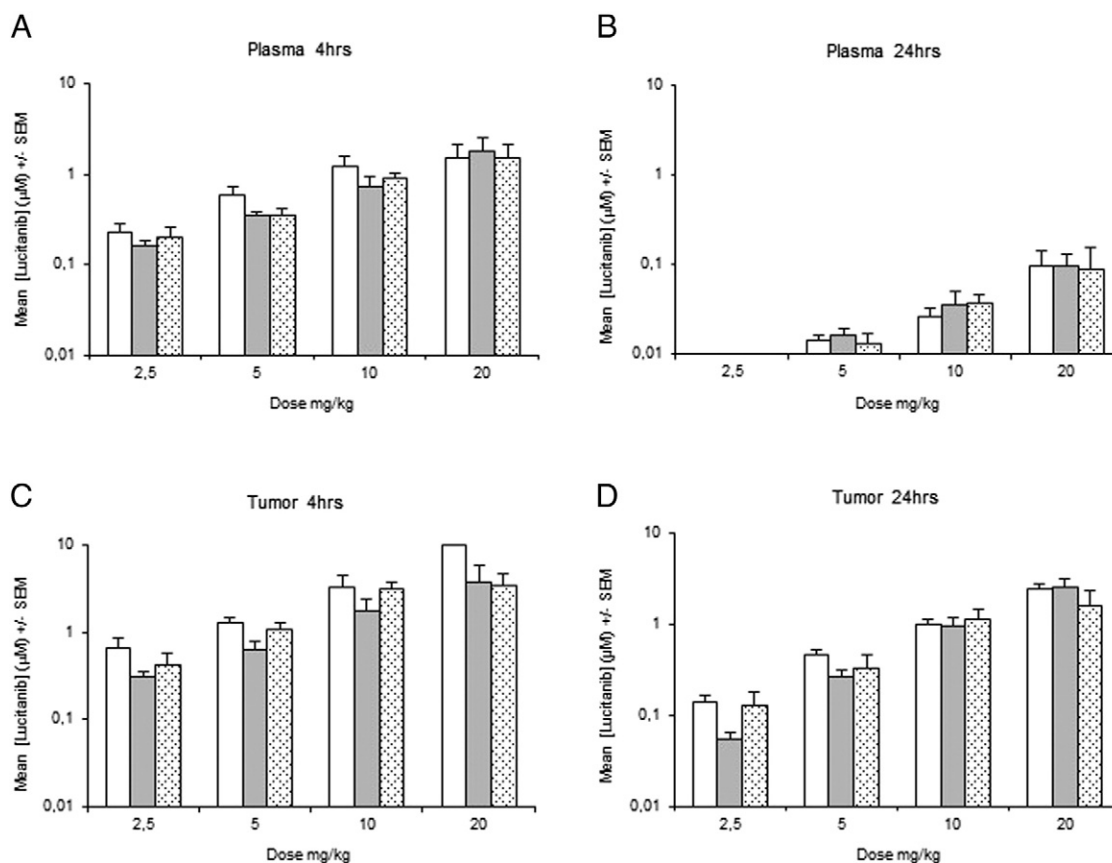 A
Plasma 4hrs
Mean [Lucitanib] (µM) +/- SEM
10
1
0,1
0,01
2,5 5 10 20
Dose mg/kg
B
Plasma 24hrs
Mean [Lucitanib] (µM) +/- SEM
10
1
0,1
0,01
2,5 5 10 20
Dose mg/kg
C
Tumor 4hrs
Mean [Lucitanib] (µM) +/- SEM
10
1
0,1
0,01
2,5 5 10 20
Dose mg/kg
D
Tumor 24hrs
Mean [Lucitanib] (µM) +/- SEM
10
1
0,1
0,01
2,5 5 10 20
Dose mg/kg